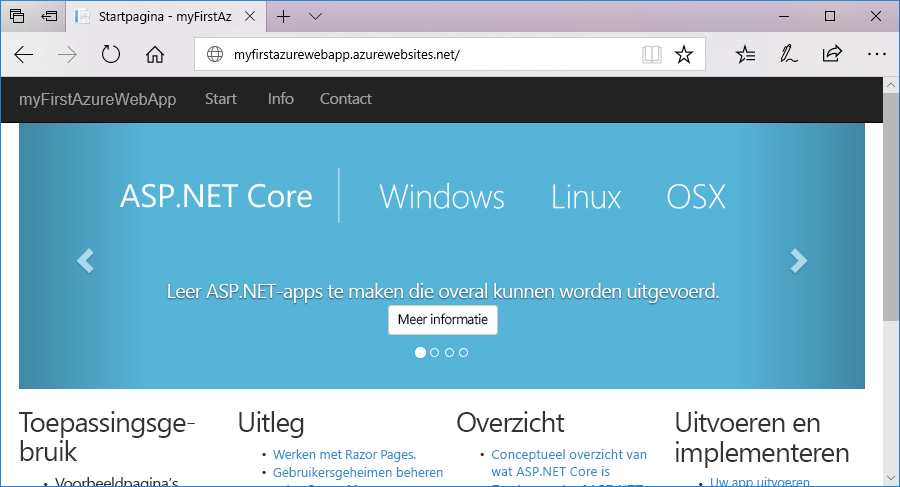 Startpagina - myFirstAz
myfirstazurewebapp.azurewebsites.net/
myFirstAzureWebApp Start Info Contact
ASP.NET Core Windows Linux OSX
Leer ASP.NET-apps te maken die overal kunnen worden uitgevoerd.
Meer informatie
Toepassingsge-
bruik
Voorbeeldpagina's
Uitleg
Werken met Razor Pages.
Gebruikersgeheimen beheren
Overzicht
Conceptueel overzicht van
wat ASP.NET Core is
Uitvoeren en
implementeren
Uw app uitvoeren